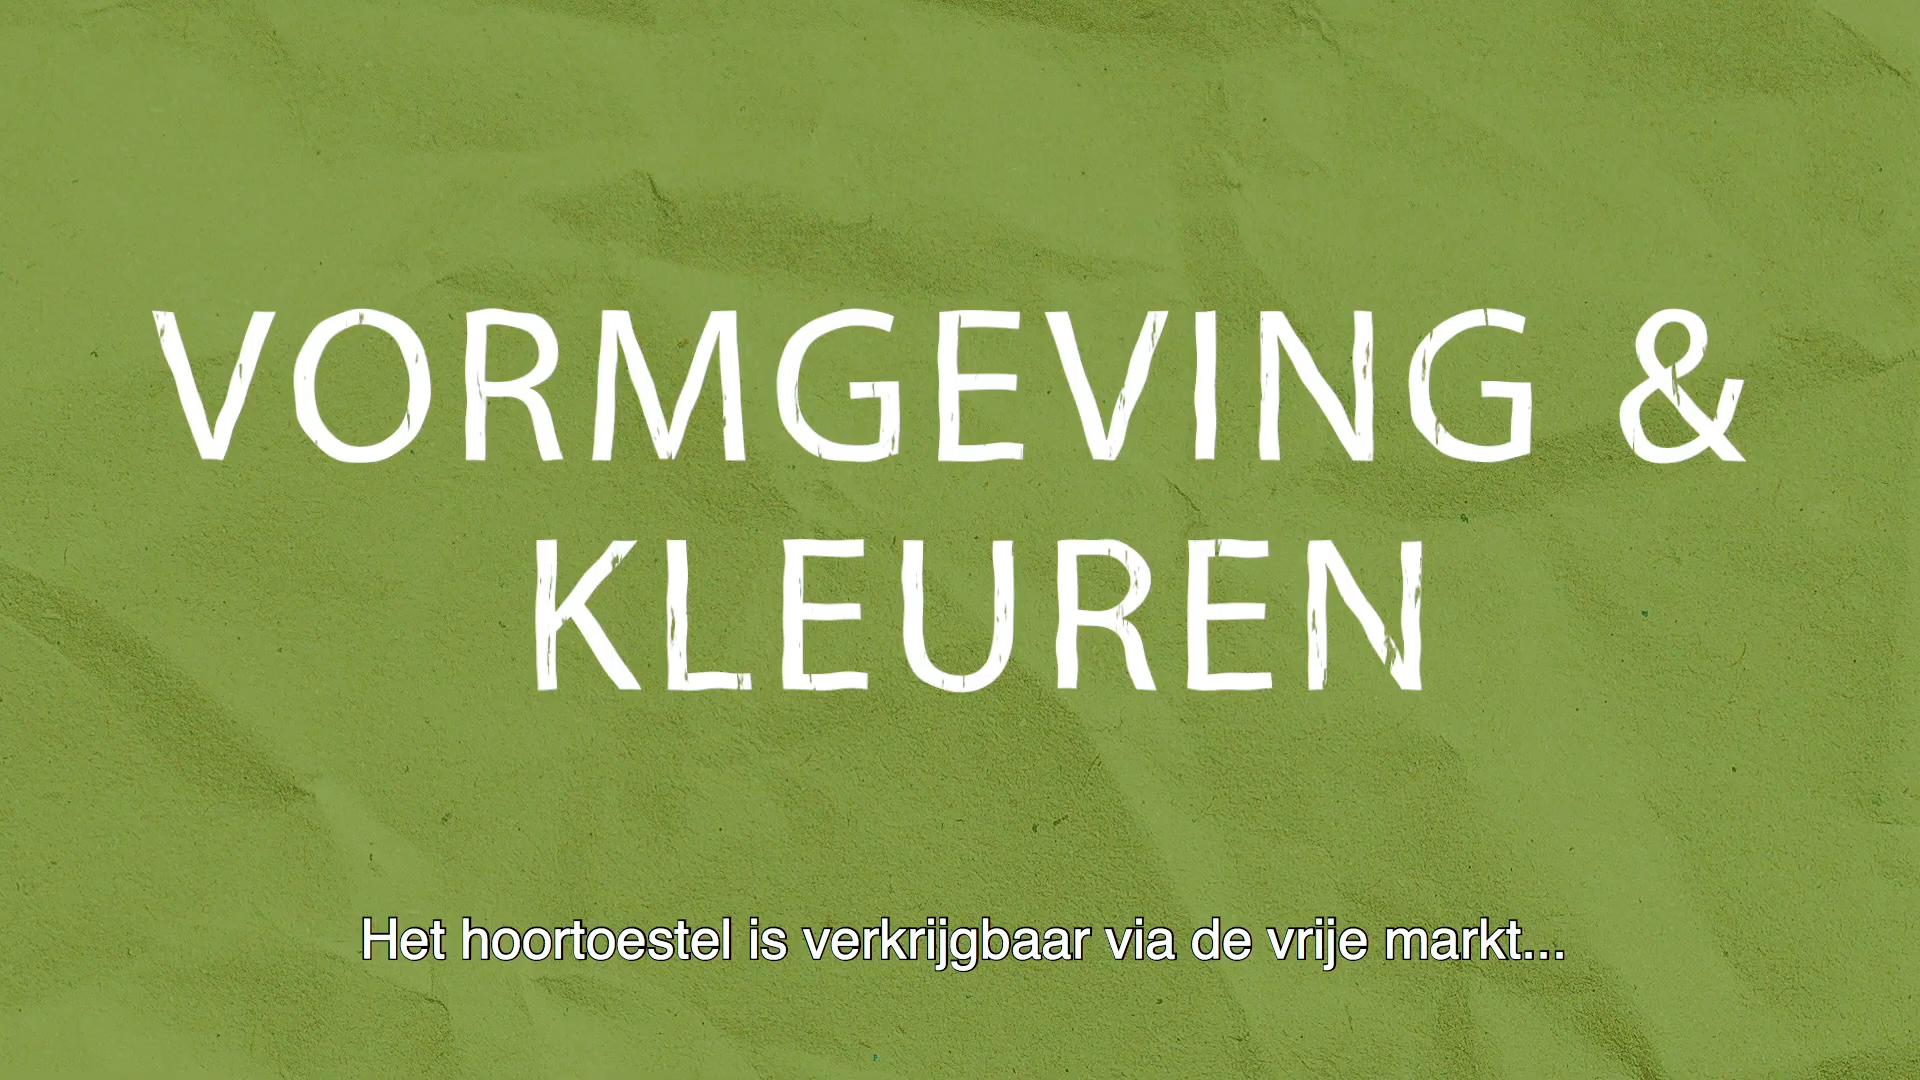 VORMGEVING &
KLEUREN
Het hoortoestel is verkrijgbaar via de vrije markt...